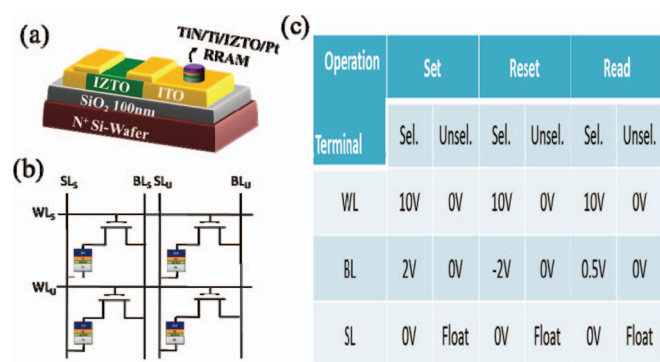 (a)
TiN/Ti/IZTO/Pt
RRAM
IZTO
ITO
SiO₂ 100nm
N⁺ Si-Wafer
(b)
SLₛ BLₛ SLᵤ BLᵤ
WLₛ
WLᵤ
(c)
Operation Set Reset Read
Terminal Sel. Unsel. Sel. Unsel. Sel. Unsel.
WL 10V 0V 10V 0V 10V 0V
BL 2V 0V -2V 0V 0.5V 0V
SL 0V Float 0V Float 0V Float